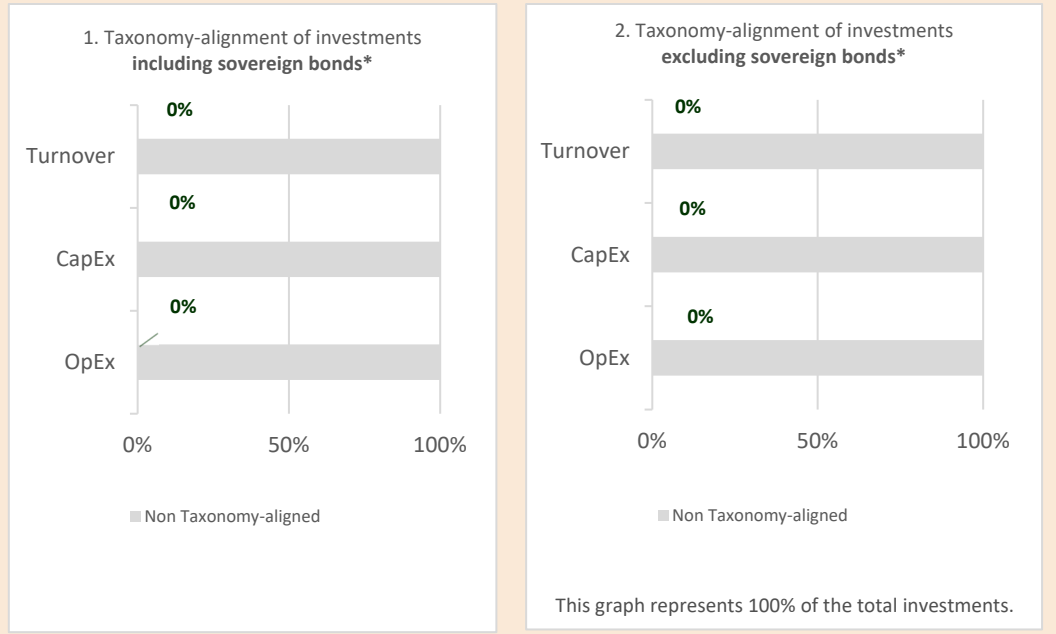 1. Taxonomy-alignment of investments
including sovereign bonds*
0%
Turnover
0%
CapEx
0%
OpEx
0% 50% 100%
Non Taxonomy-aligned
2. Taxonomy-alignment of investments
excluding sovereign bonds*
0%
Turnover
0%
CapEx
0%
OpEx
0% 50% 100%
Non Taxonomy-aligned
This graph represents 100% of the total investments.